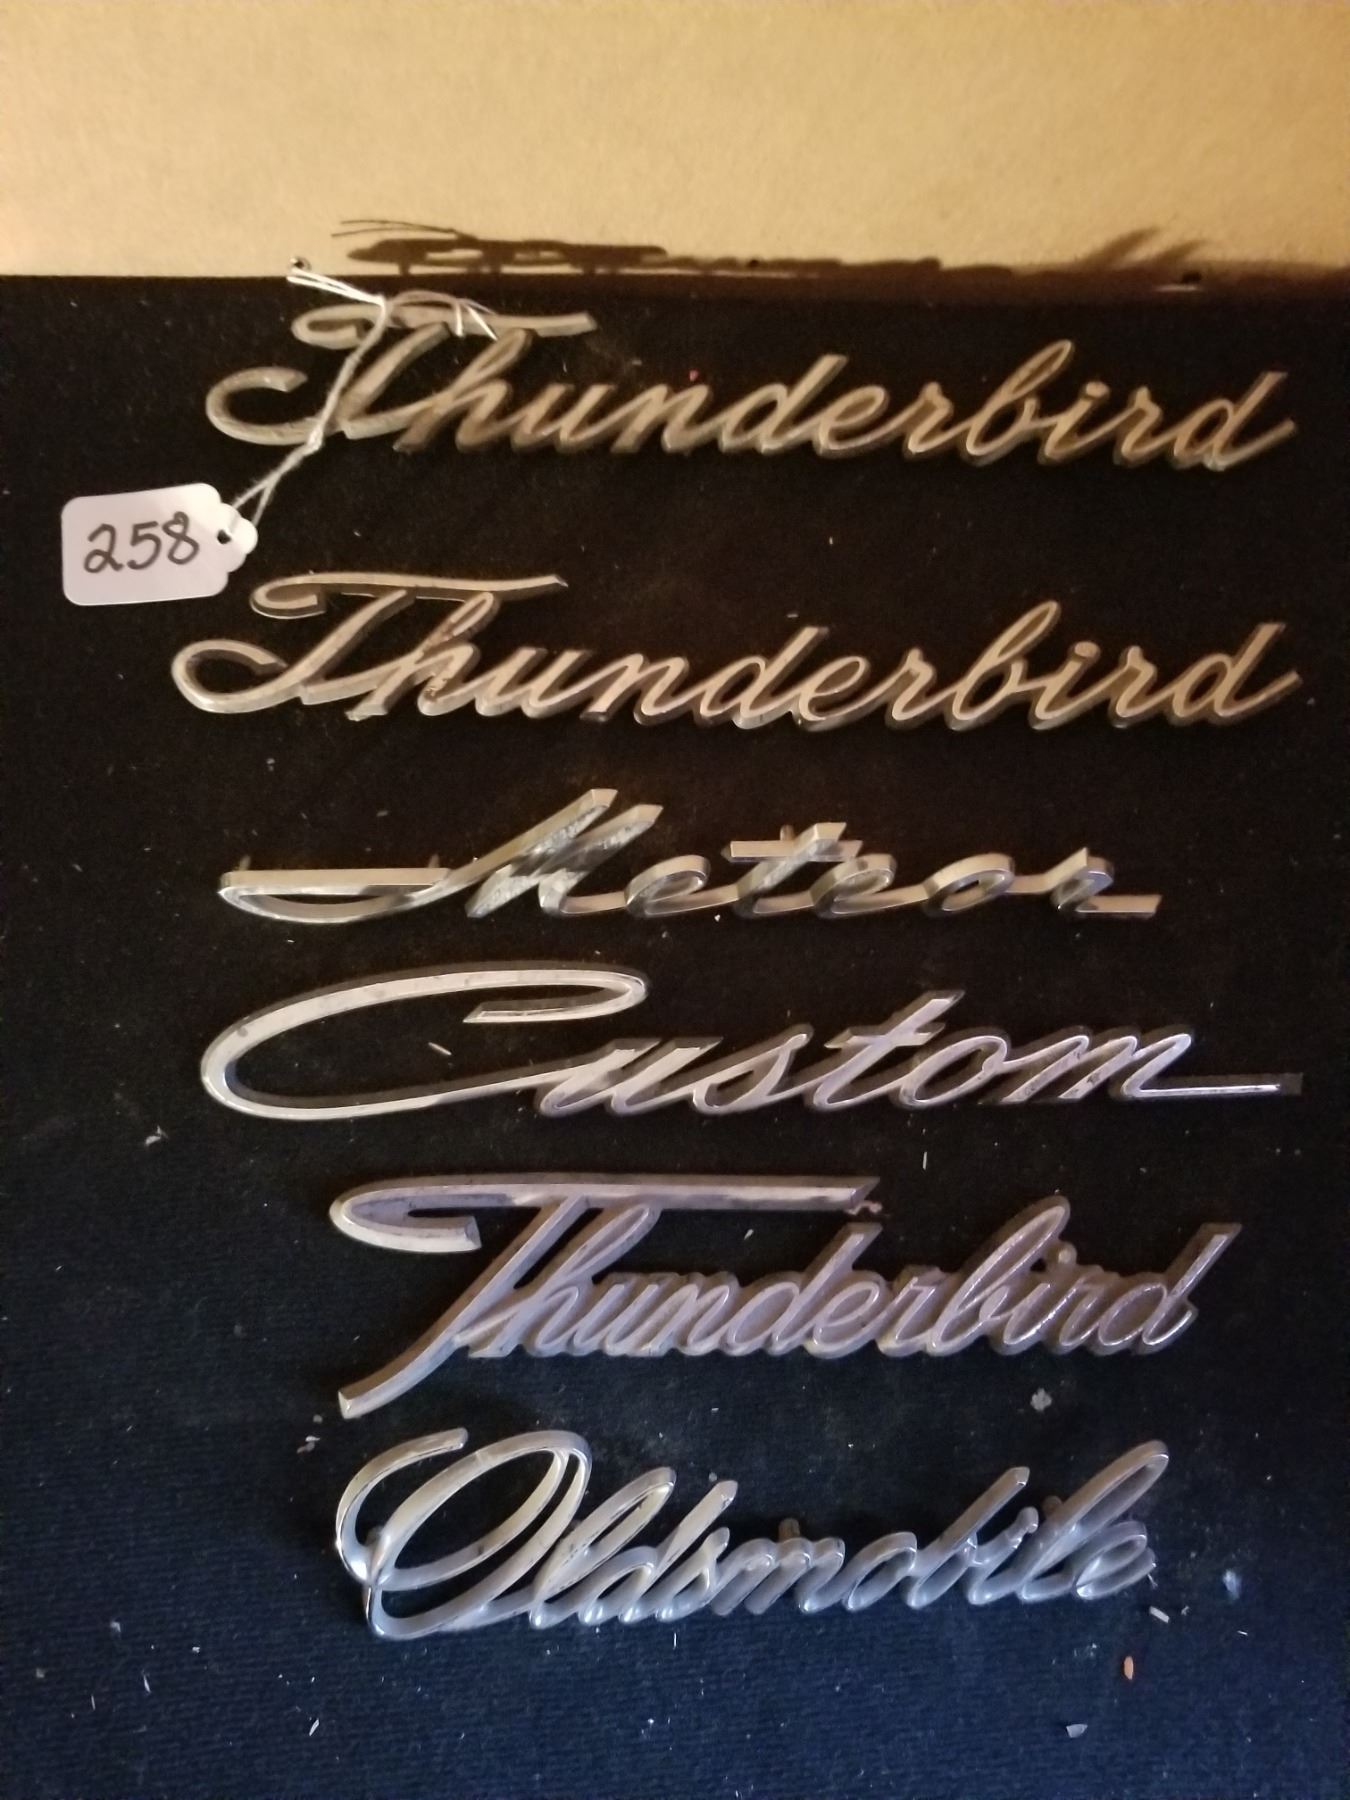 Thunderbird
258
Thunderbird
Meteor
Custom
Thunderbird
Oldsmobile